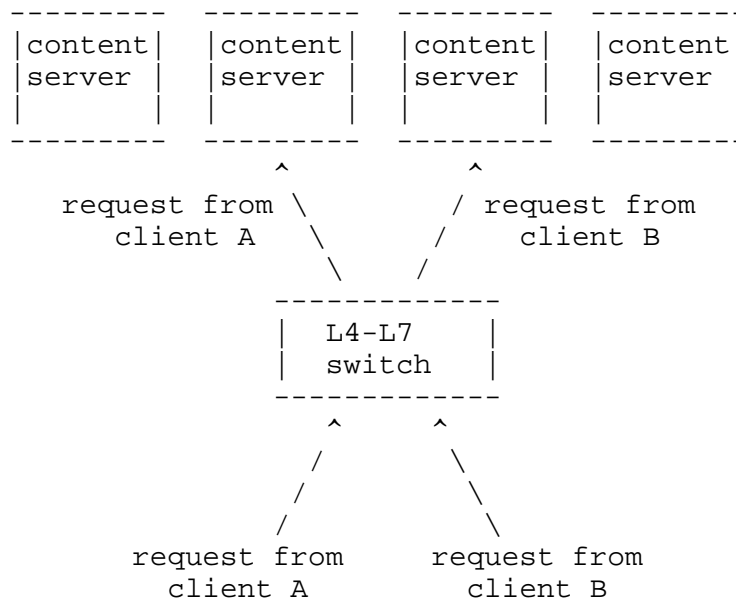 content content content content
server server server server
request from request from
client A client B
L4-L7
switch
request from request from
client A client B